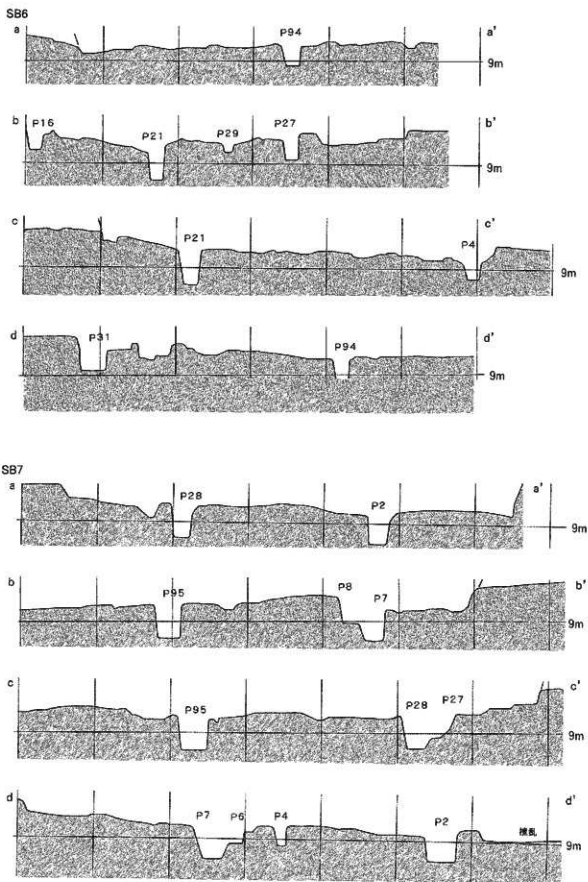 SB6
a P94 a'
9m
b P16 P21 P29 P27 b'
9m
c P21 c' P4
9m
d P31 P94 d'
9m
SB7
a P28 P2 a'
9m
b P95 P8 P7 b'
9m
c P95 P28 P27 c'
9m
d P7 P6 P4 P2 d'
撹乱 9m